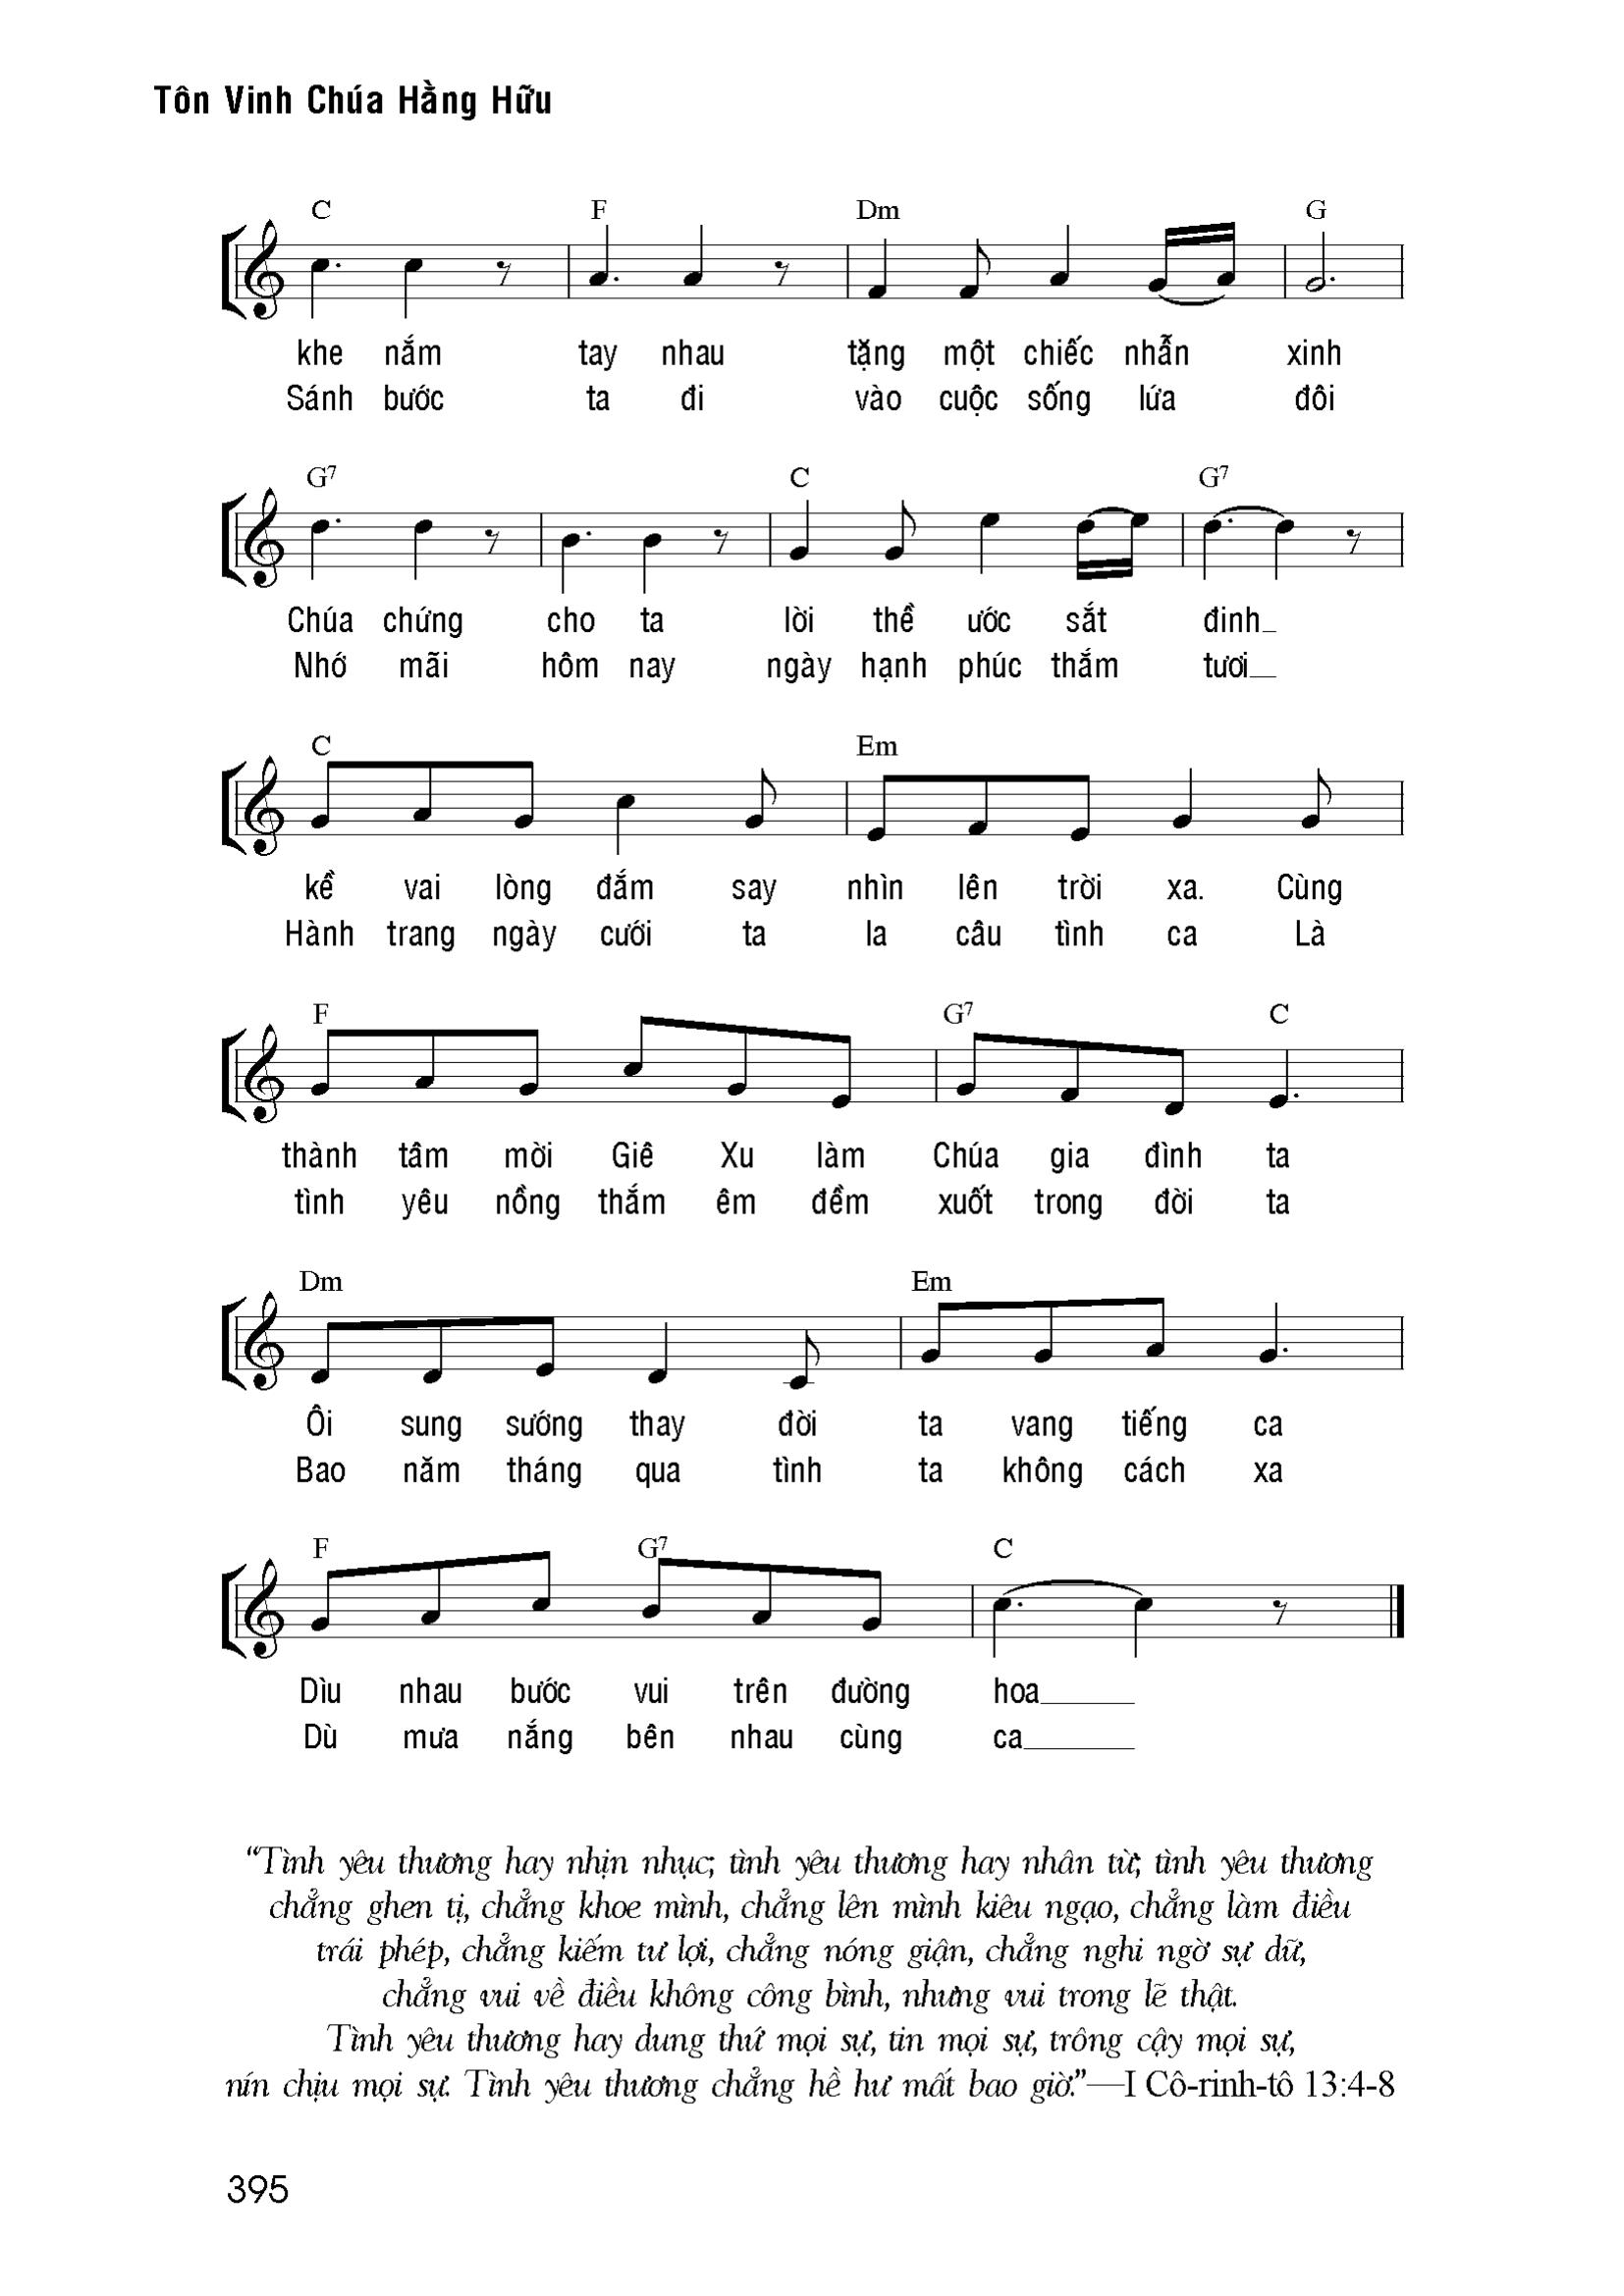 Tôn Vinh Chúa Hằng Hữu
C F Dm G
khe nắm tay nhau tặng một chiếc nhẫn xinh
Sánh bước ta đi vào cuộc sống lứa đôi
G7 C G7
Chúa chứng cho ta lời thề ước sắt đinh_
Nhớ mãi hôm nay ngày hạnh phúc thắm tươi_
C Em
kề vai lòng đắm say nhìn lên trời xa. Cùng
Hành trang ngày cưới ta la câu tình ca Là
F G7 C
thành tâm mời Giê Xu làm Chúa gia đình ta
tình yêu nồng thắm êm đềm xuốt trong đời ta
Dm Em
Ôi sung sướng thay đời ta vang tiếng ca
Bao năm tháng qua tình ta không cách xa
F G7 C
Dìu nhau bước vui trên đường hoa____
Dù mưa nắng bên nhau cùng ca____
“Tình yêu thương hay nhịn nhục; tình yêu thương hay nhân từ; tình yêu thương
chẳng ghen tị, chẳng khoe mình, chẳng lên mình kiêu ngạo, chẳng làm điều
trái phép, chẳng kiếm tư lợi, chẳng nóng giận, chẳng nghi ngờ sự dữ,
chẳng vui về điều không công bình, nhưng vui trong lẽ thật.
Tình yêu thương hay dung thứ mọi sự, tin mọi sự, trông cậy mọi sự,
nín chịu mọi sự. Tình yêu thương chẳng hề hư mất bao giờ.”—I Cô-rinh-tô 13:4-8
395